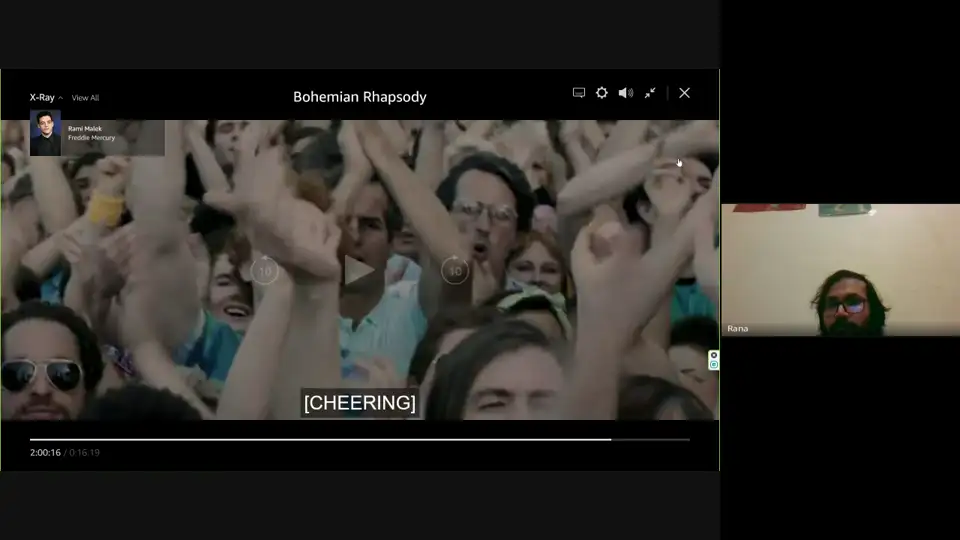 X-Ray View All
Bohemian Rhapsody
Rami Malek
Freddie Mercury
10 10
[CHEERING]
2:00:16 / 0:16:19
Rana